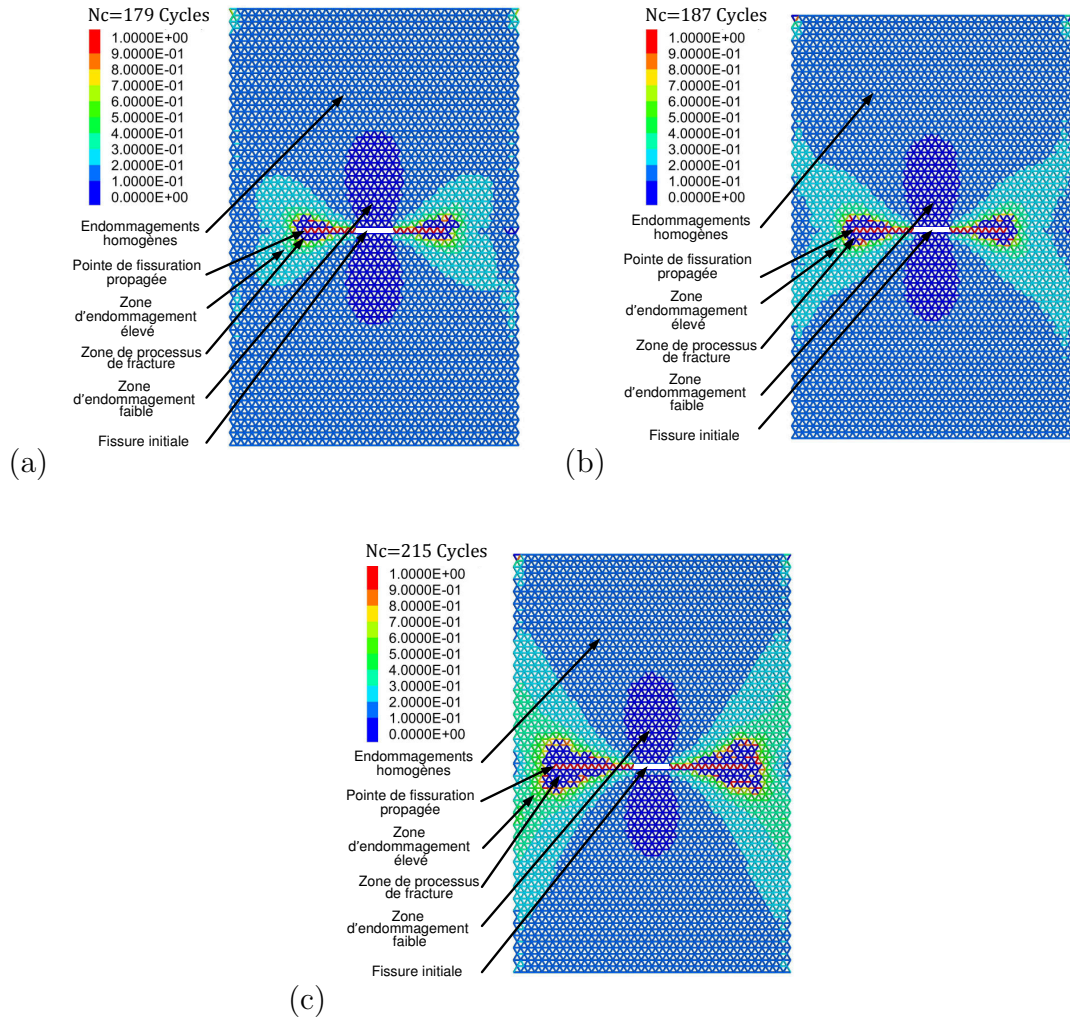 Nc=179 Cycles
1.0000E+00
9.0000E-01
8.0000E-01
7.0000E-01
6.0000E-01
5.0000E-01
4.0000E-01
3.0000E-01
2.0000E-01
1.0000E-01
0.0000E+00
Endommagements
homogènes
Pointe de fissuration
propagée
Zone
d'endommagement
élevé
Zone de processus
de fracture
Zone
d'endommagement
faible
Fissure initiale
(a)
Nc=187 Cycles
1.0000E+00
9.0000E-01
8.0000E-01
7.0000E-01
6.0000E-01
5.0000E-01
4.0000E-01
3.0000E-01
2.0000E-01
1.0000E-01
0.0000E+00
Endommagements
homogènes
Pointe de fissuration
propagée
Zone
d'endommagement
élevé
Zone de processus
de fracture
Zone
d'endommagement
faible
Fissure initiale
(b)
Nc=215 Cycles
1.0000E+00
9.0000E-01
8.0000E-01
7.0000E-01
6.0000E-01
5.0000E-01
4.0000E-01
3.0000E-01
2.0000E-01
1.0000E-01
0.0000E+00
Endommagements
homogènes
Pointe de fissuration
propagée
Zone
d'endommagement
élevé
Zone de processus
de fracture
Zone
d'endommagement
faible
Fissure initiale
(c)